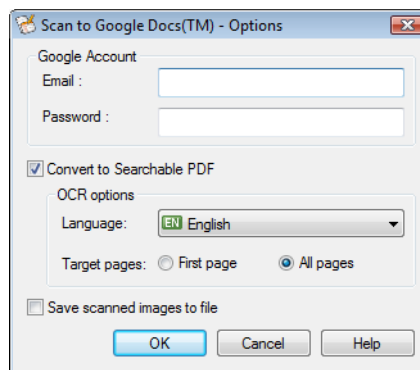 Scan to Google Docs(TM) - Options
Google Account
Email :
Password :
Convert to Searchable PDF
OCR options
Language: EN English
Target pages: First page All pages
Save scanned images to file
OK Cancel Help